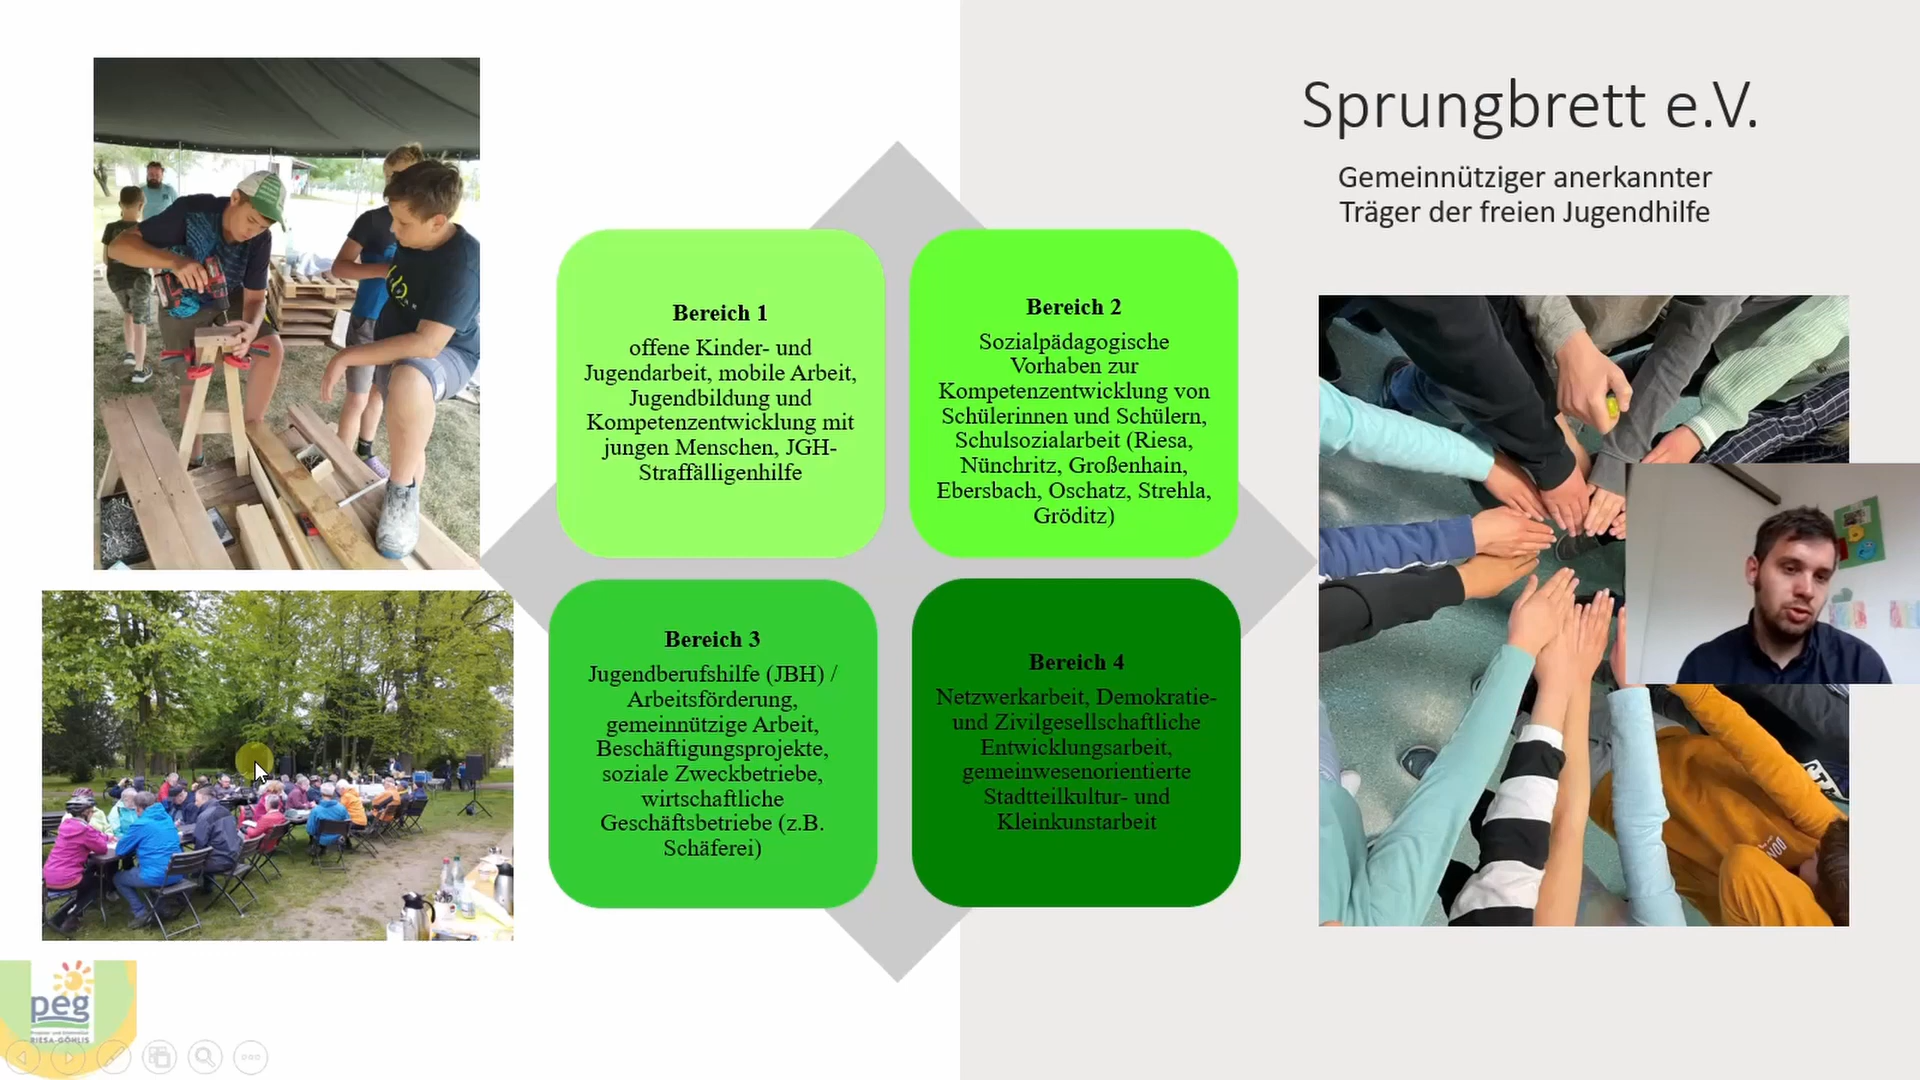 Sprungbrett e.V.
Gemeinnütziger anerkannter
Träger der freien Jugendhilfe
Bereich 1
offene Kinder- und
Jugendarbeit, mobile Arbeit,
Jugendbildung und
Kompetenzentwicklung mit
jungen Menschen, JGH-
Straffälligenhilfe
Bereich 2
Sozialpädagogische
Vorhaben zur
Kompetenzentwicklung von
Schülerinnen und Schülern,
Schulsozialarbeit (Riesa,
Nünchritz, Großenhain,
Ebersbach, Oschatz, Strehla,
Gröditz)
Bereich 3
Jugendberufshilfe (JBH) /
Arbeitsförderung,
gemeinnützige Arbeit,
Beschäftigungsprojekte,
soziale Zweckbetriebe,
wirtschaftliche
Geschäftsbetriebe (z.B.
Schäferei)
Bereich 4
Netzwerkarbeit, Demokratie-
und Zivilgesellschaftliche
Entwicklungsarbeit,
gemeinwesenorientierte
Stadtteilkultur- und
Kleinkunstarbeit
peg
RIESA-GÖHLIS